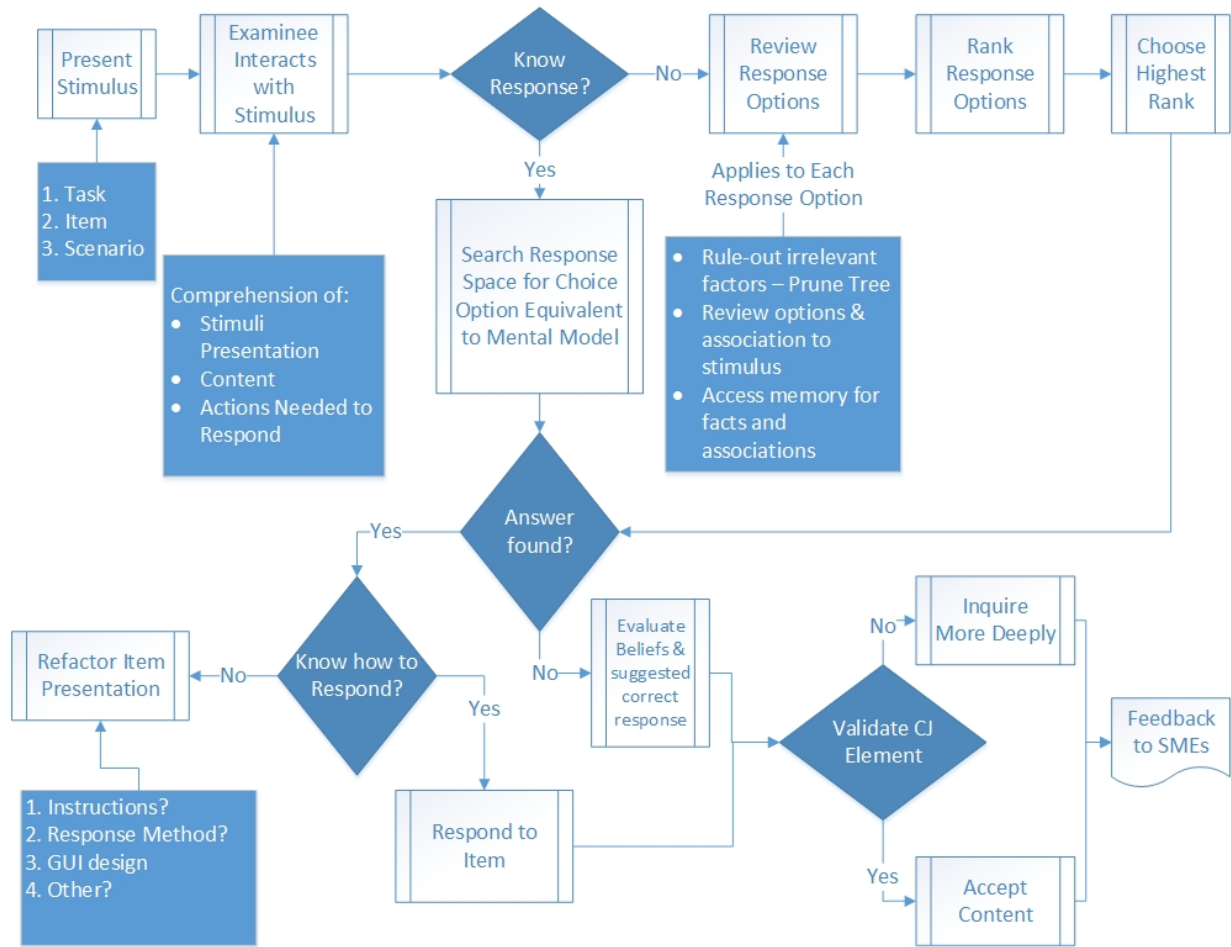 Present
Stimulus
Examinee
Interacts
with
Stimulus
Know
Response?
No
Review
Response
Options
Rank
Response
Options
Choose
Highest
Rank
1. Task
2. Item
3. Scenario
Comprehension of:
• Stimuli
Presentation
• Content
• Actions Needed to
Respond
Yes
Search Response
Space for Choice
Option Equivalent
to Mental Model
Applies to Each
Response Option
• Rule-out irrelevant
factors – Prune Tree
• Review options &
association to
stimulus
• Access memory for
facts and
associations
Answer
found?
Yes
Know how to
Respond?
No
Refactor Item
Presentation
1. Instructions?
2. Response Method?
3. GUI design
4. Other?
Yes
Respond to
Item
No
Evaluate
Beliefs &
suggested
correct
response
Validate CJ
Element
No
Inquire
More Deeply
Yes
Accept
Content
Feedback
to SMEs